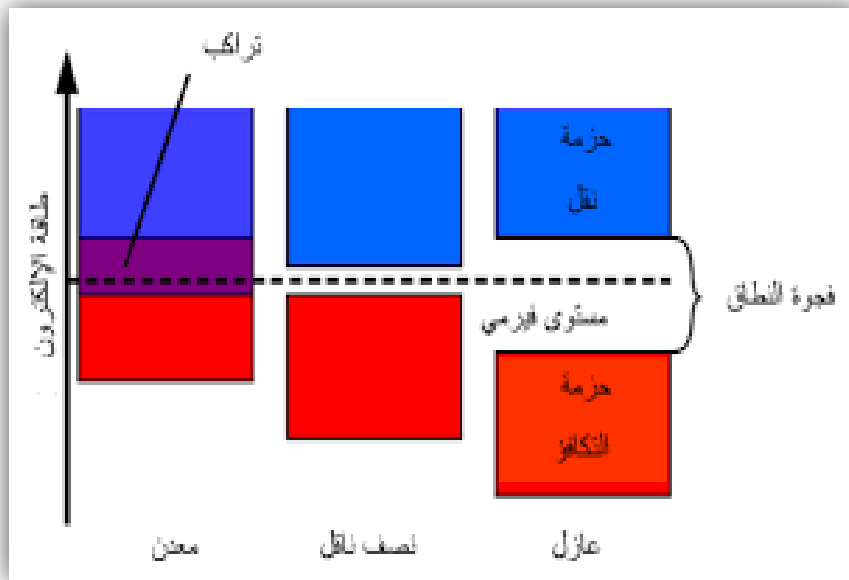 تراكب
حزمة
نقل
طاقة الإلكترون
فجوة النطاق
مستوى فيرمي
حزمة
التكافؤ
معدن
نصف ناقل
عازل